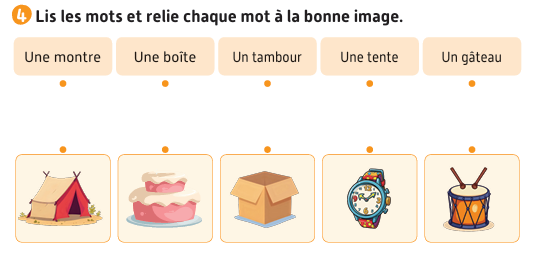 4 Lis les mots et relie chaque mot à la bonne image.
Une montre Une boîte Un tambour Une tente Un gâteau